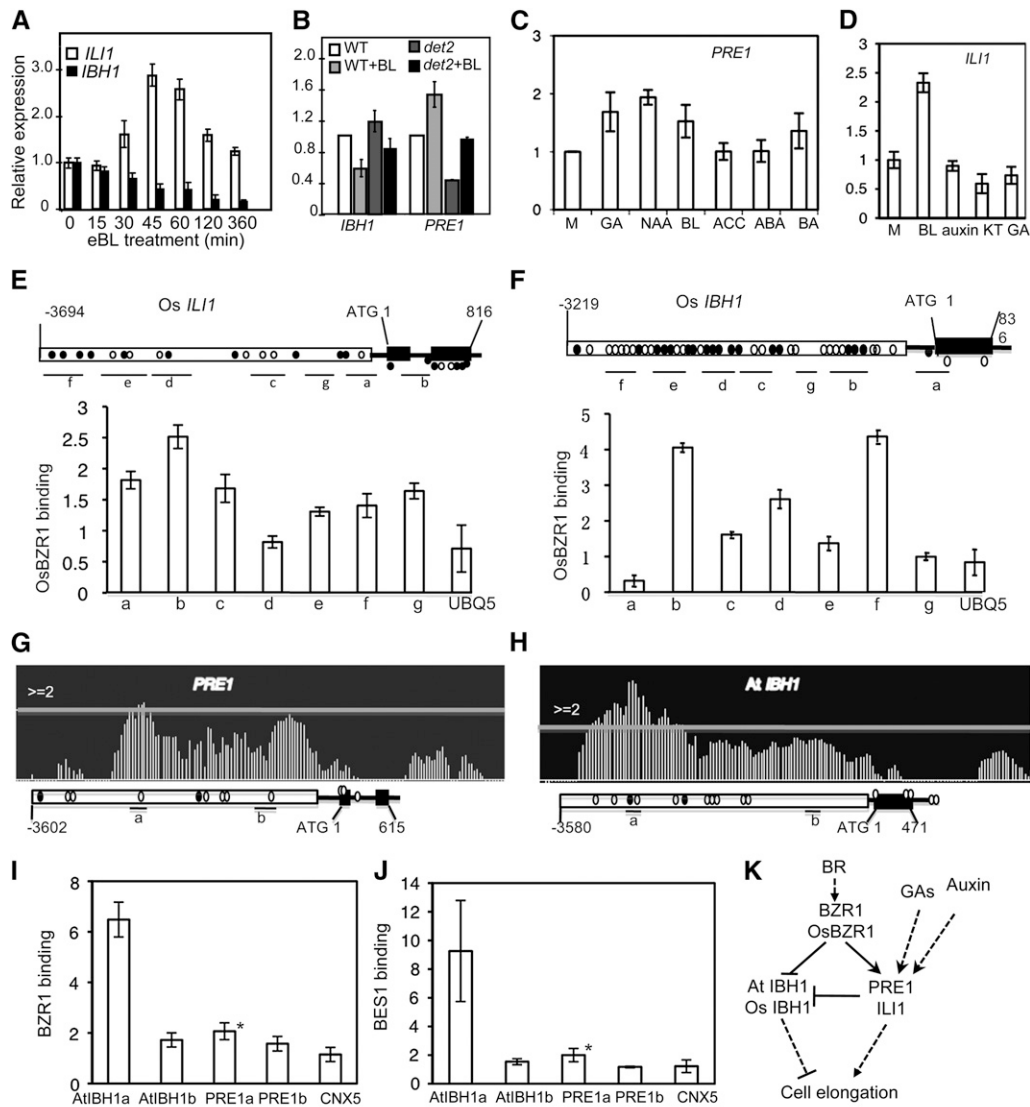 A
ILI1
IBH1
Relative expression
3.0
2.0
1.0
0
0 15 30 45 60 120 360
eBL treatment (min)
B
WT
det2
WT+BL
det2+BL
2.0
1.6
1.2
0.8
0.4
0
IBH1 PRE1
C
PRE1
5
4
3
2
1
0
M GA NAA BL ACC ABA BA
D
ILI1
3
2.5
2
1.5
1
0.5
0
M BL auxin KT GA
E
Os ILI1
-3694
ATG 1
816
f e d c g a b
OsBZR1 binding
3
2.5
2
1.5
1
0.5
0
a b c d e f g UBQ5
F
Os IBH1
-3219
ATG 1
83
6
f e d c g b a
OsBZR1 binding
5
4
3
2
1
0
a b c d e f g UBQ5
G
PRE1
>=2
a b
-3602
ATG 1
615
H
At IBH1
>=2
a b
-3580
ATG 1
471
I
BZR1 binding
8
6
4
2
0
*
AtIBH1a AtIBH1b PRE1a PRE1b CNX5
J
BES1 binding
14
12
10
8
6
4
2
0
*
AtIBH1a AtIBH1b PRE1a PRE1b CNX5
K
BR
GAs
Auxin
BZR1
OsBZR1
At IBH1
Os IBH1
PRE1
ILI1
Cell elongation